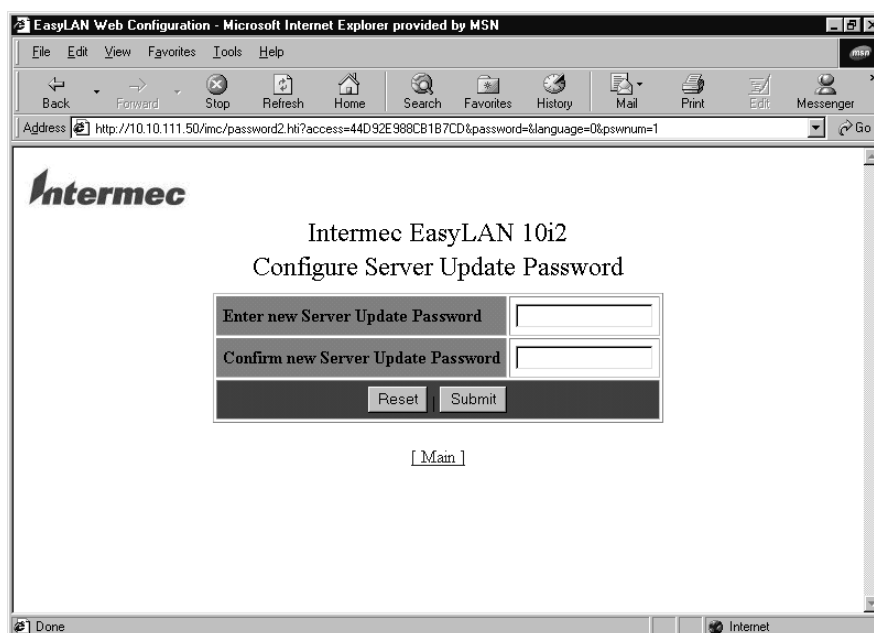 EasyLAN Web Configuration - Microsoft Internet Explorer provided by MSN
File Edit View Favorites Tools Help
msn
Back Forward Stop Refresh Home Search Favorites History Mail Print Edit Messenger
Address http://10.10.111.50/imc/password2.hti?access=44D92E988CB1B7CD&password=&language=0&pswnum=1 Go
Intermec
Intermec EasyLAN 10i2
Configure Server Update Password
Enter new Server Update Password
Confirm new Server Update Password
Reset | Submit
[ Main ]
Done Internet